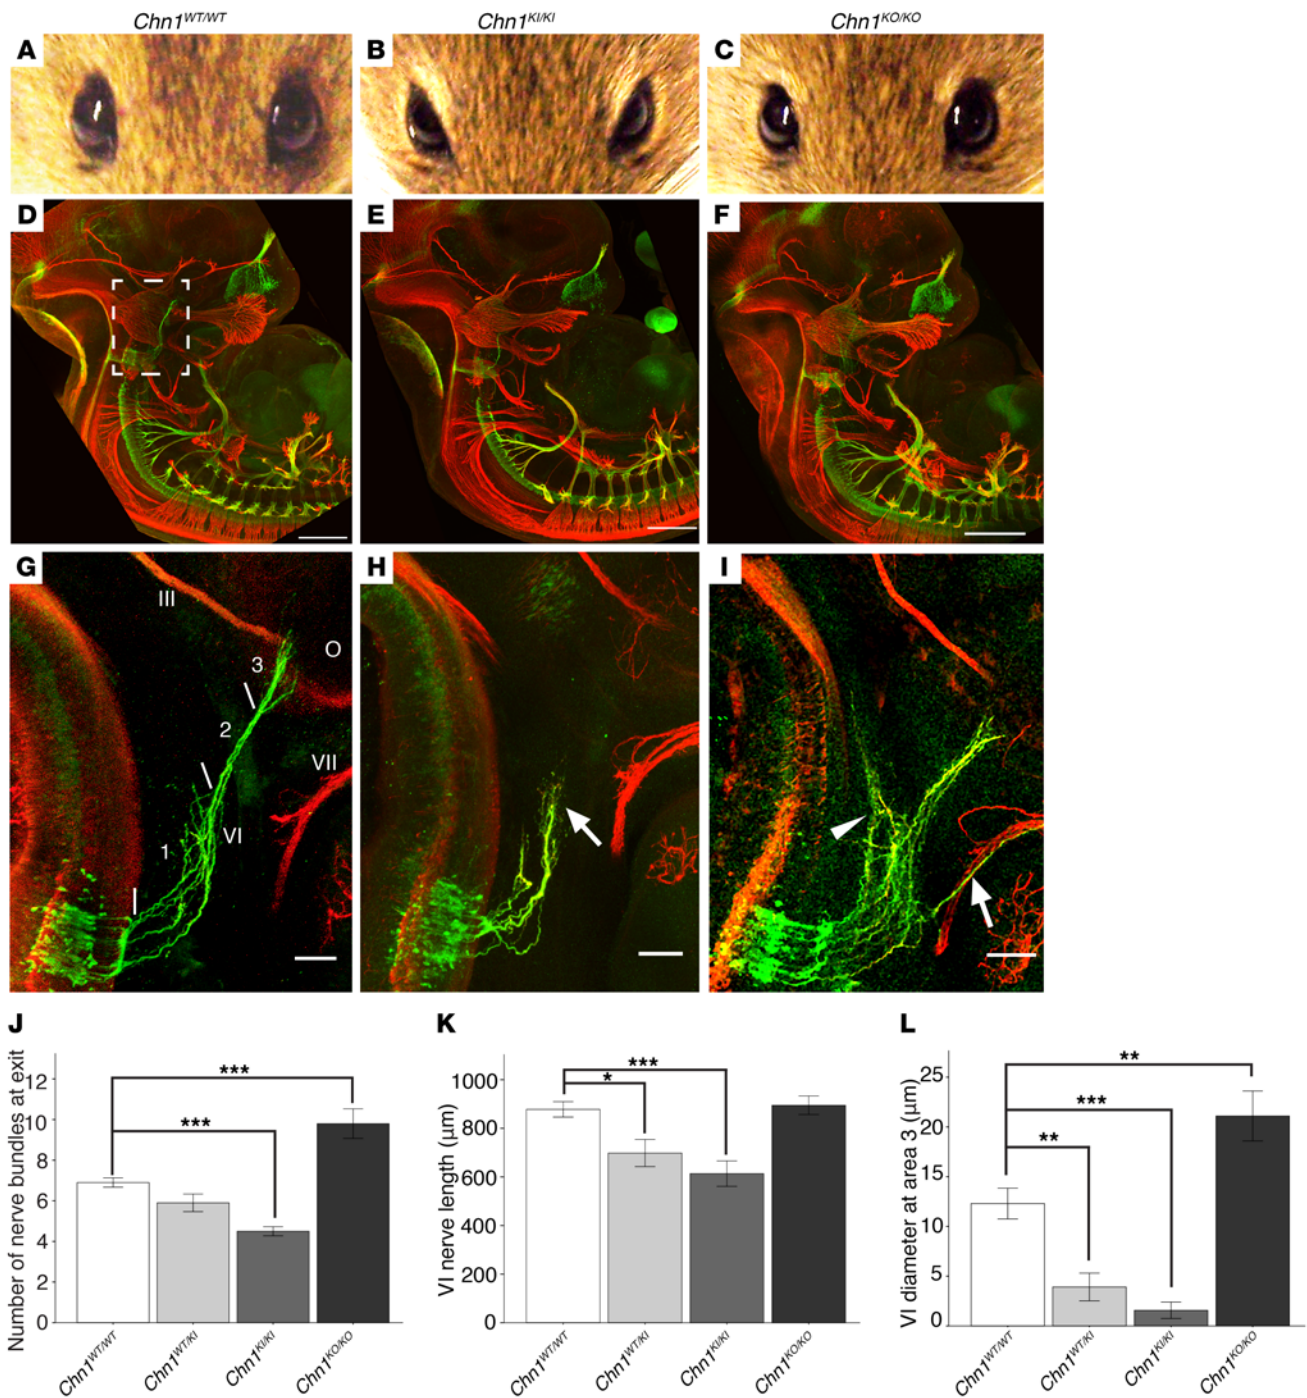 Chn1WT/WT Chn1KI/KI Chn1KO/KO
A B C
D E F
G H I
III
O
3
2
VII
VI
1
J K L
Number of nerve bundles at exit
12
10
8
6
4
2
0
***
***
Chn1WT/WT Chn1WT/KI Chn1KI/KI Chn1KO/KO
VI nerve length (µm)
1000
800
600
400
200
0
***
*
Chn1WT/WT Chn1WT/KI Chn1KI/KI Chn1KO/KO
VI diameter at area 3 (µm)
25
20
15
10
5
0
**
***
**
Chn1WT/WT Chn1WT/KI Chn1KI/KI Chn1KO/KO